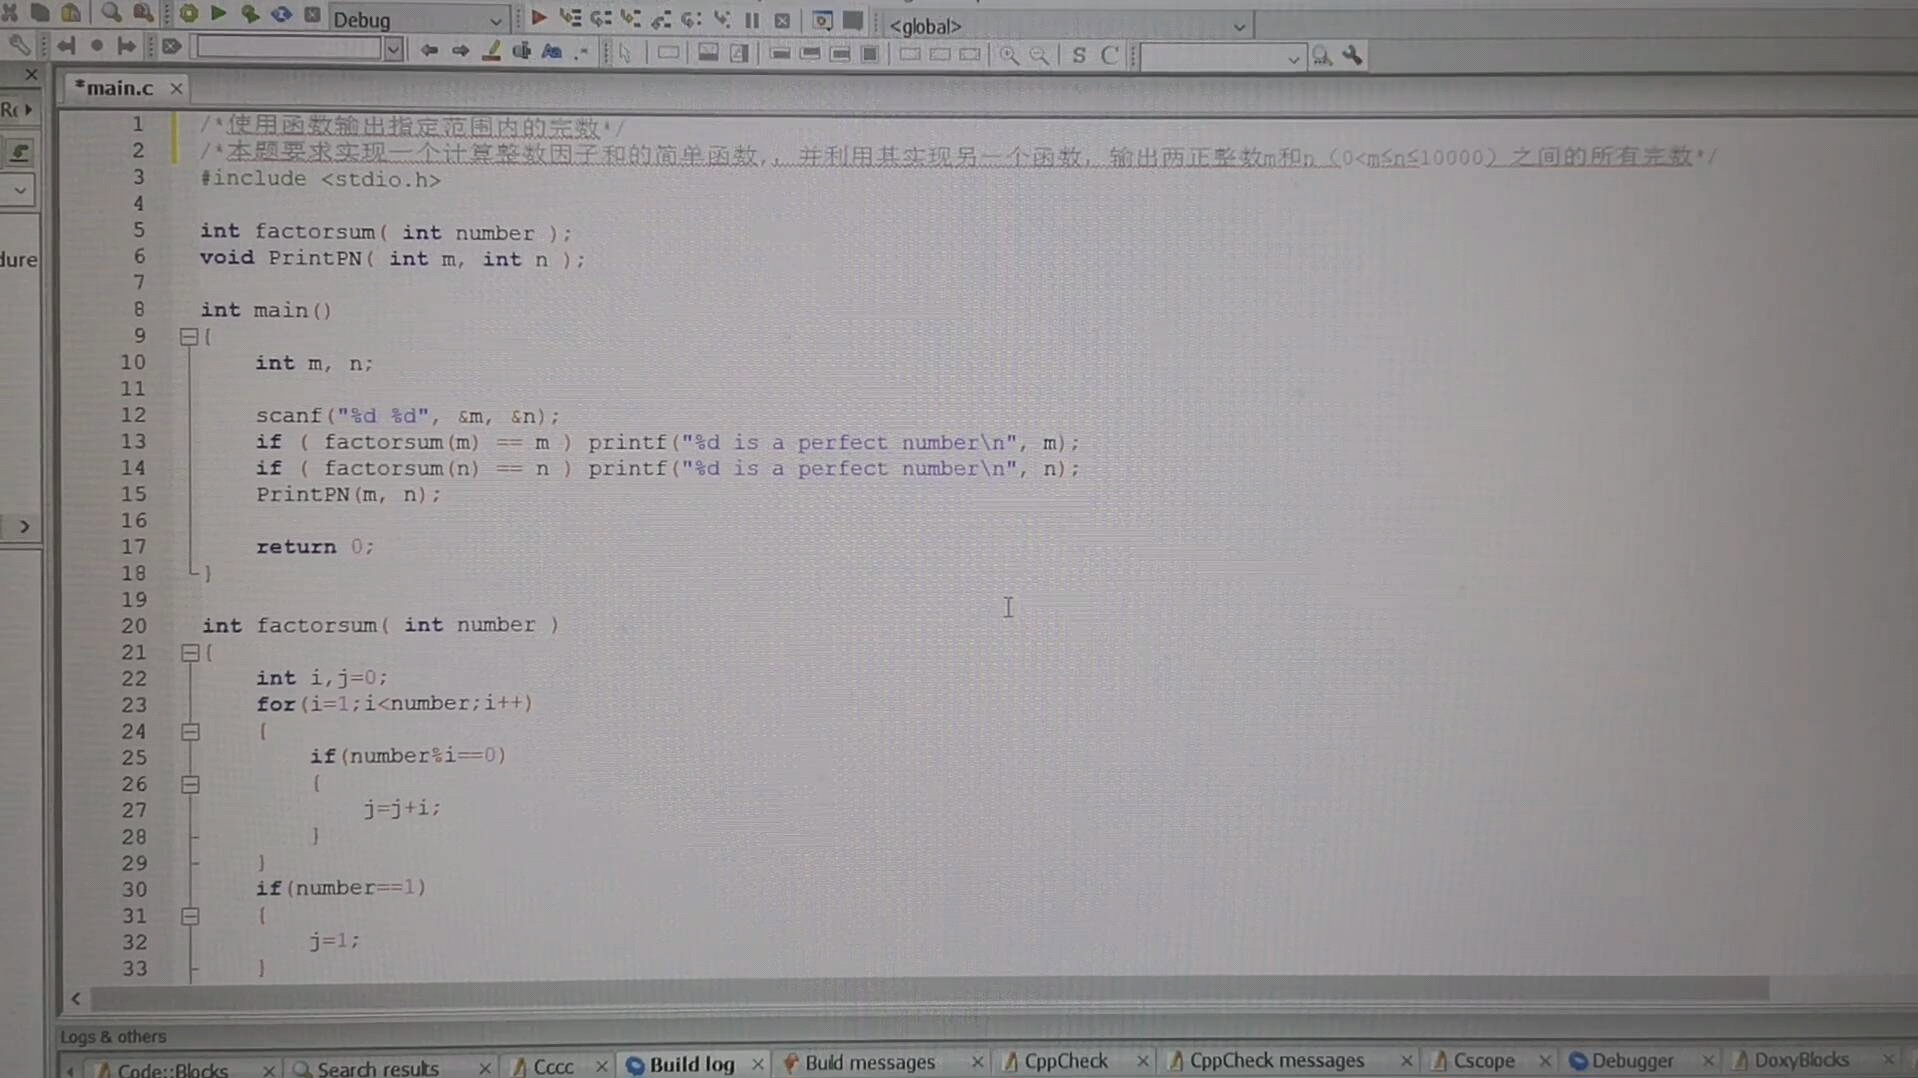 Debug
<global>
S C
*main.c
Re
dure
1 /*使用函数输出指定范围内的完数*/
2 /*本题要求实现一个计算整数因子和的简单函数,，并利用其实现另一个函数，输出两正整数m和n（0<m≤n≤10000）之间的所有完数*/
3 #include <stdio.h>
4
5 int factorsum( int number );
6 void PrintPN( int m, int n );
7
8 int main()
9 {
10 int m, n;
11
12 scanf("%d %d", &m, &n);
13 if ( factorsum(m) == m ) printf("%d is a perfect number\n", m);
14 if ( factorsum(n) == n ) printf("%d is a perfect number\n", n);
15 PrintPN(m, n);
16
17 return 0;
18 }
19
20 int factorsum( int number )
21 {
22 int i,j=0;
23 for(i=1;i<number;i++)
24 {
25 if(number%i==0)
26 {
27 j=j+i;
28 }
29 }
30 if(number==1)
31 {
32 j=1;
33 }
Logs & others
Code::Blocks Search results Cccc Build log Build messages CppCheck CppCheck messages Cscope Debugger DoxyBlocks